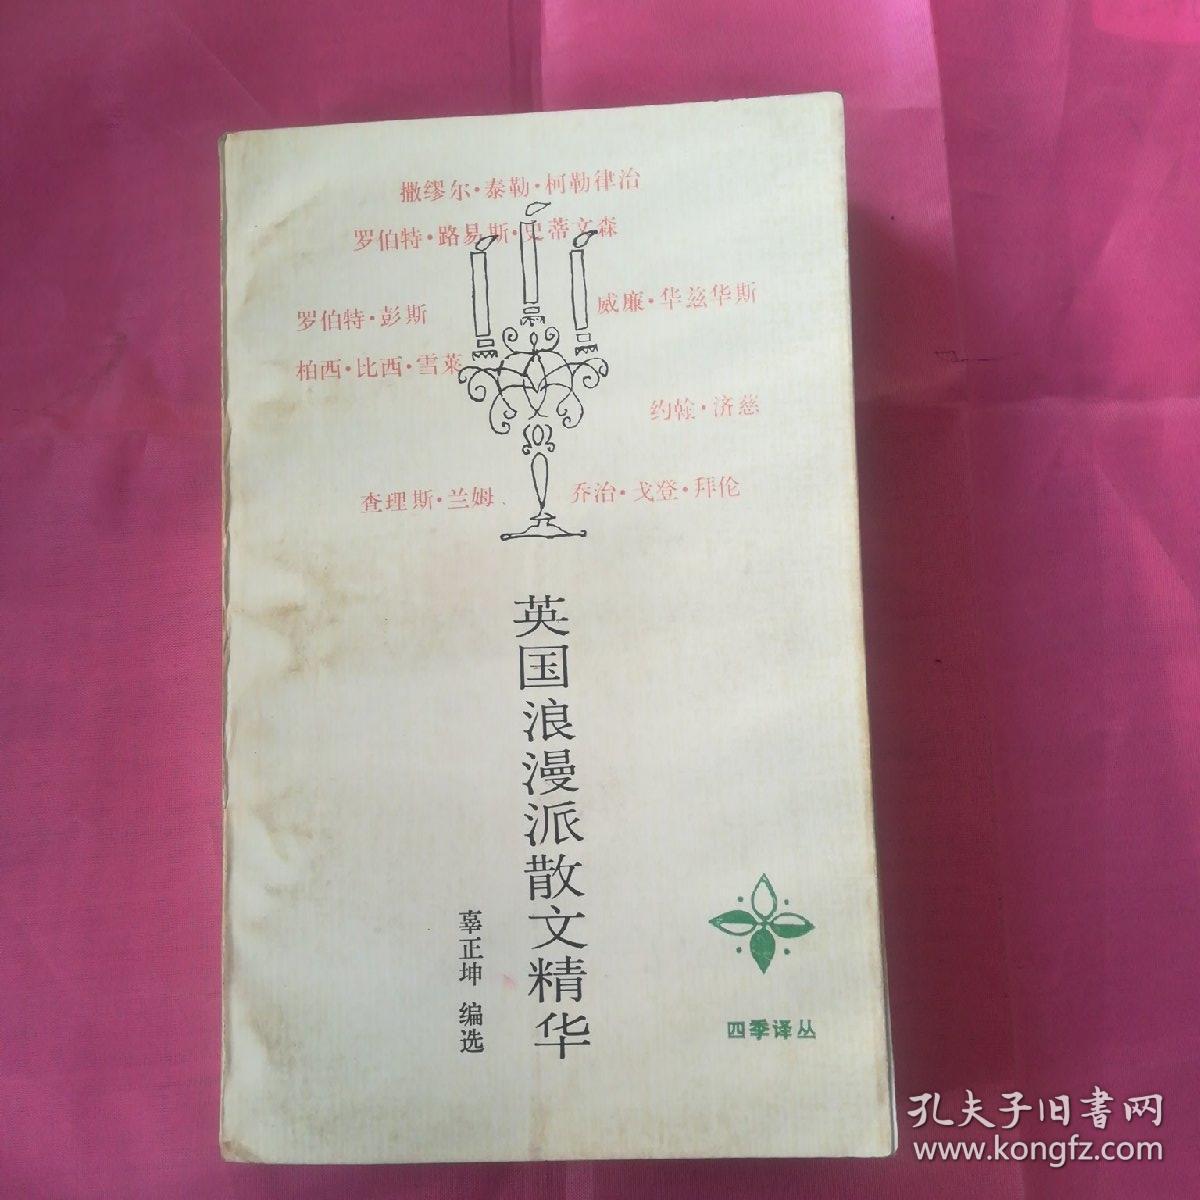 撒缪尔·泰勒·柯勒律治
罗伯特·路易斯·史蒂文森
罗伯特·彭斯
威廉·华兹华斯
柏西·比西·雪莱
约翰·济慈
查理斯·兰姆
乔治·戈登·拜伦
英国浪漫派散文精华
辜正坤 编选
四季译丛
孔夫子旧书网
www.kongfz.com